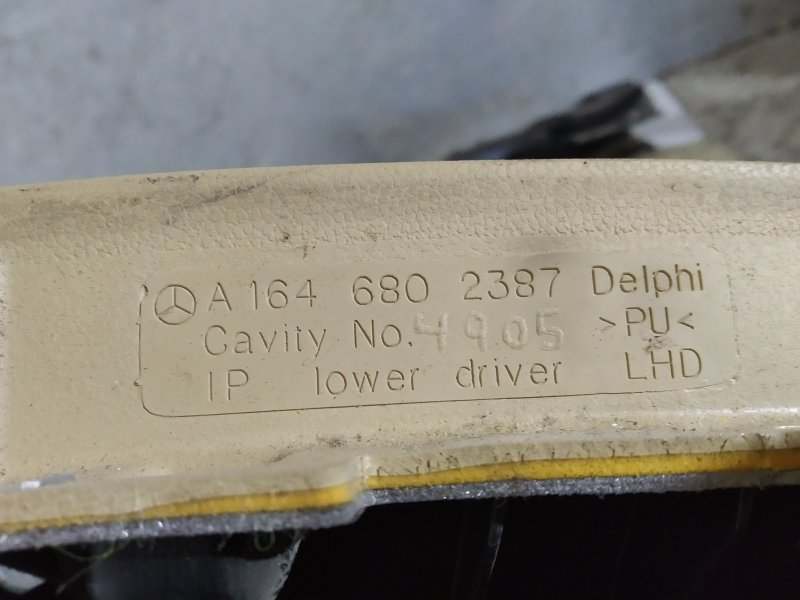 A 164 680 2387 Delphi
Cavity No. 4905 >PU<
IP lower driver LHD